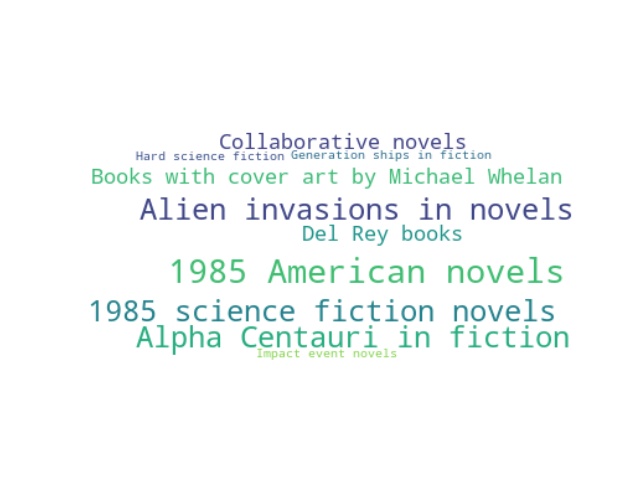 Collaborative novels
Hard science fiction
Generation ships in fiction
Books with cover art by Michael Whelan
Alien invasions in novels
Del Rey books
1985 American novels
1985 science fiction novels
Alpha Centauri in fiction
Impact event novels